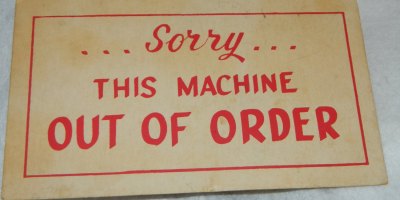 ... Sorry ...
THIS MACHINE
OUT OF ORDER